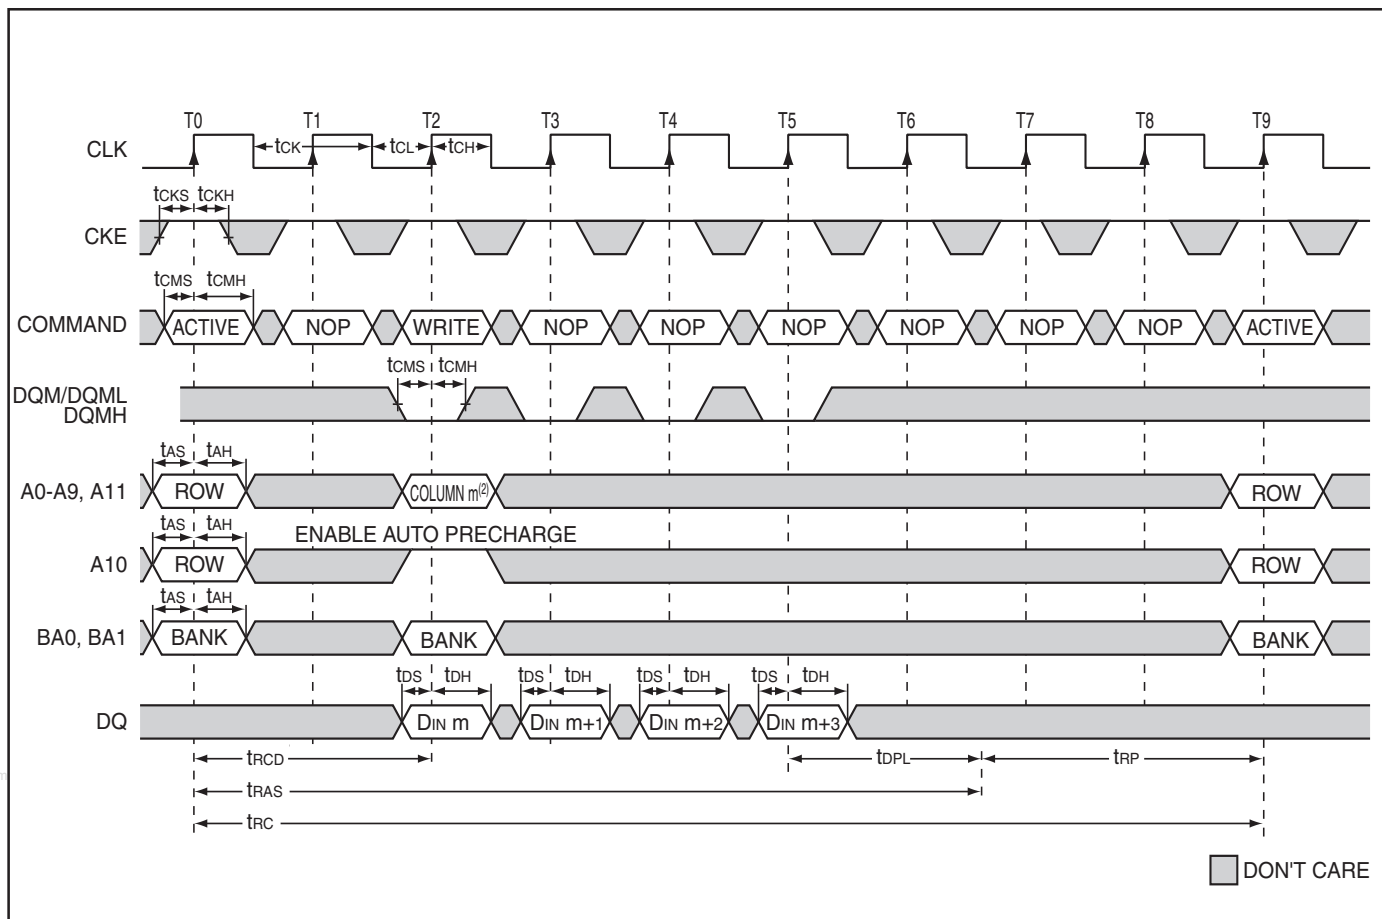 T0 T1 T2 T3 T4 T5 T6 T7 T8 T9
CLK tCK tCL tCH
tCKS tCKH
CKE
tCMS tCMH
COMMAND ACTIVE NOP WRITE NOP NOP NOP NOP NOP NOP ACTIVE
tCMS tCMH
DQM/DQML
DQMH
tAS tAH
A0-A9, A11 ROW COLUMN m(2) ROW
tAS tAH ENABLE AUTO PRECHARGE
A10 ROW ROW
tAS tAH
BA0, BA1 BANK BANK BANK
tDS tDH tDS tDH tDS tDH tDS tDH
DQ DIN m DIN m+1 DIN m+2 DIN m+3
tRCD tDPL tRP
tRAS
tRC
DON'T CARE